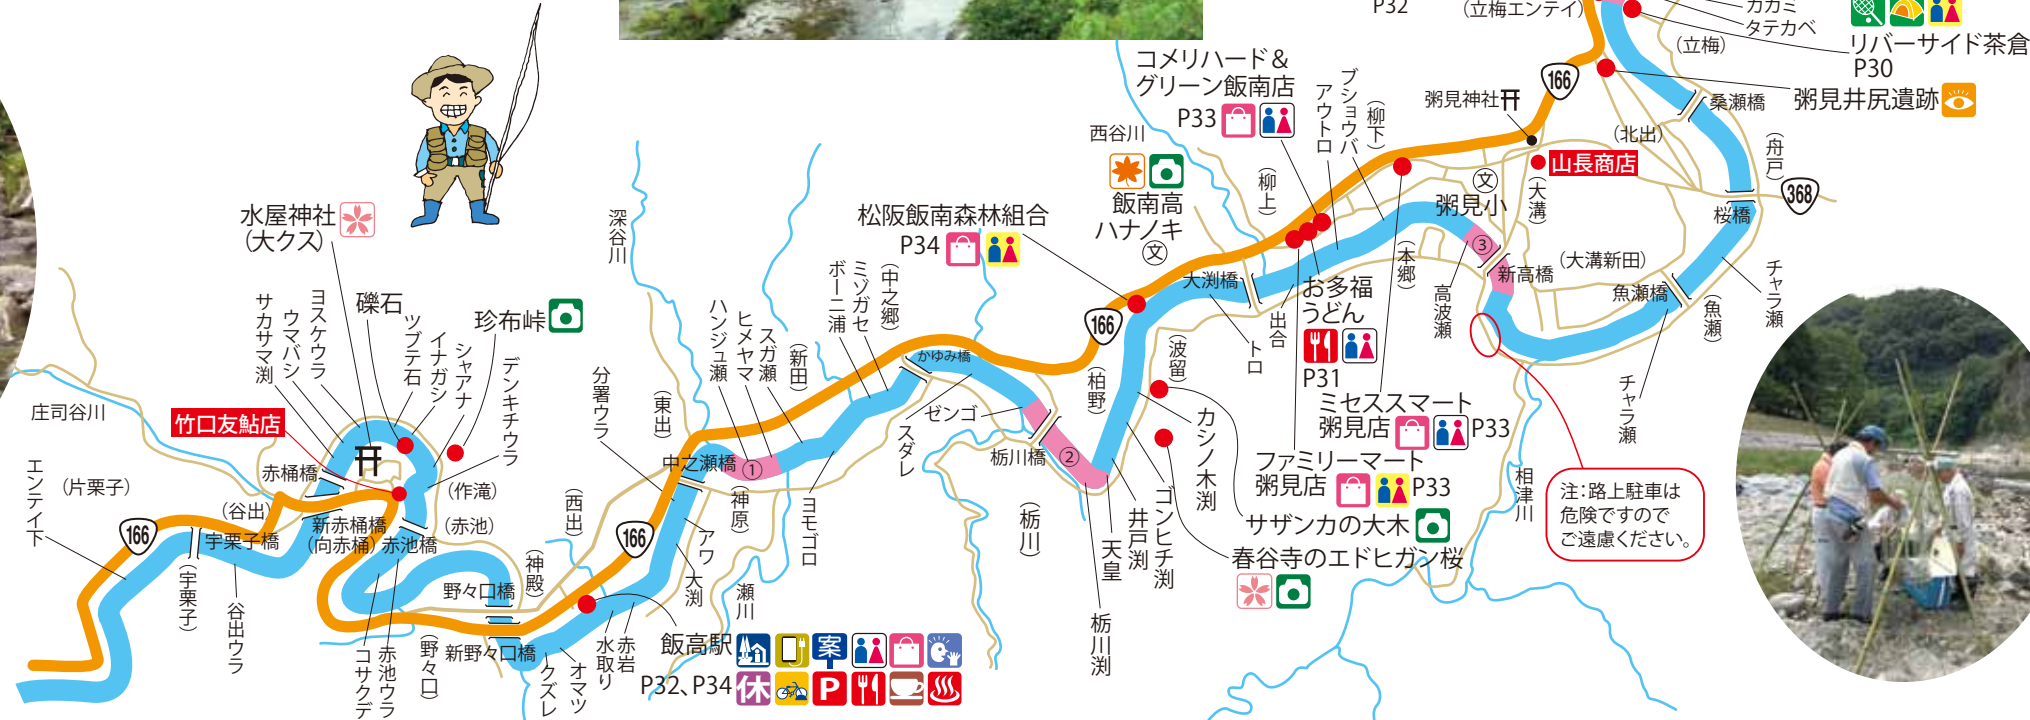 P32
(立梅エンテイ)
カガミ
タテカベ
(立梅)
リバーサイド茶倉
P30
コメリハード&
グリーン飯南店
P33
ブショウバ
アウトロ
(柳下)
粥見神社
166
粥見井尻遺跡
桑瀬橋
西谷川
(北出)
(舟戸)
山長商店
文
(大溝)
368
飯南高
ハナノキ
文
(柳上)
粥見小
桜橋
水屋神社
(大クス)
深谷川
松阪飯南森林組合
P34
(本郷)
③
新高橋
(大溝新田)
高波瀬
魚瀬橋
(魚瀬)
チャラ瀬
大渕橋
お多福
うどん
P31
出合
トロ
ヨスケウラ
ウマバシ
サカサマ渕
礫石
ツブテ石
イナガシ
シャアナ
珍布峠
デンキチウラ
ボーニ浦
ミゾガセ
(中之郷)
ハンジュ瀬
ヒメヤマ
スガ瀬
(新田)
かゆみ橋
166
(波留)
(柏野)
ゼンゴ
スダレ
栃川橋
②
カシノ木渕
ミセススマート
粥見店
P33
チャラ瀬
ファミリーマート
粥見店
P33
相津川
注:路上駐車は
危険ですので
ご遠慮ください。
庄司谷川
竹口友鮎店
分署ウラ
(東出)
中之瀬橋
①
(神原)
ヨモゴロ
(栃川)
ゴンヒチ渕
井戸渕
天皇
サザンカの大木
春谷寺のエドヒガン桜
エンテイ下
(片栗子)
赤桶橋
(作滝)
(谷出)
新赤桶橋
(向赤桶)
赤池橋
(赤池)
(西出)
166
宇栗子橋
166
(神殿)
アワ
大渕
瀬川
(宇栗子)
谷出ウラ
野々口橋
栃川渕
コサクデ
赤池ウラ
(野々口)
新野々口橋
クズレ
オマツ
水取り
赤岩
飯高駅
案
P32、P34
休
P